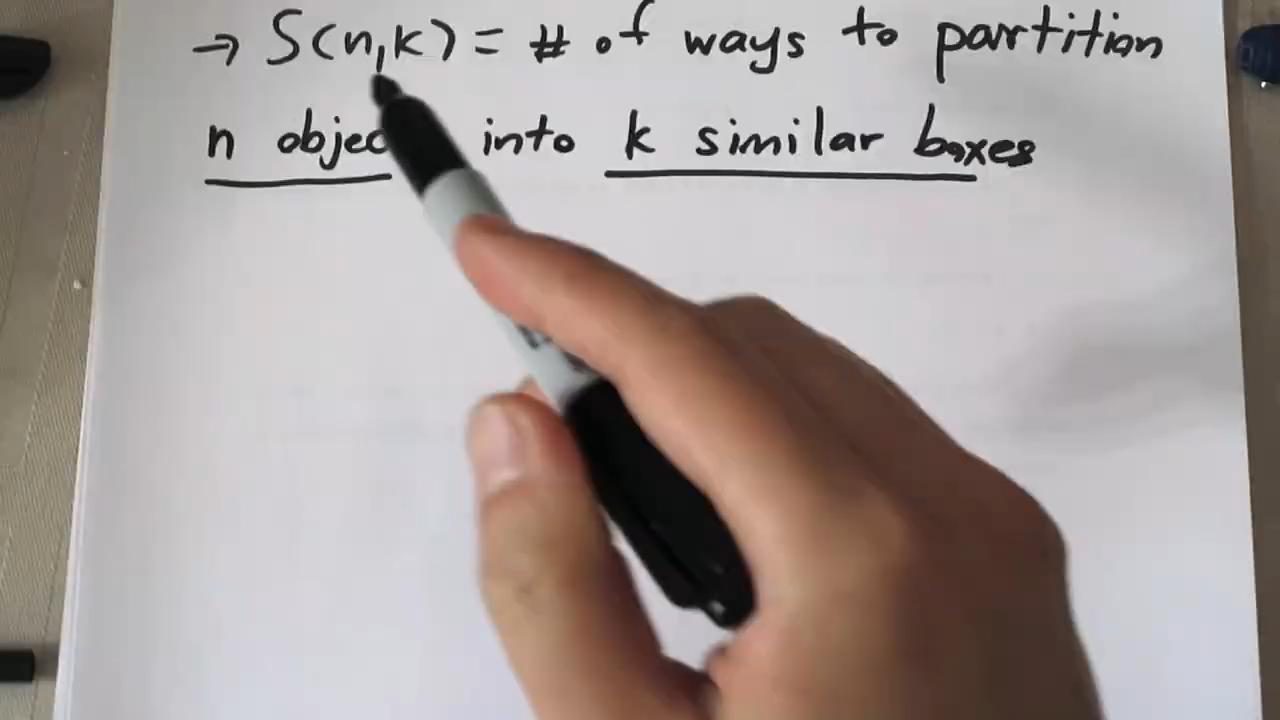 → S(n,k) = # of ways to partition
n objec into k similar boxes